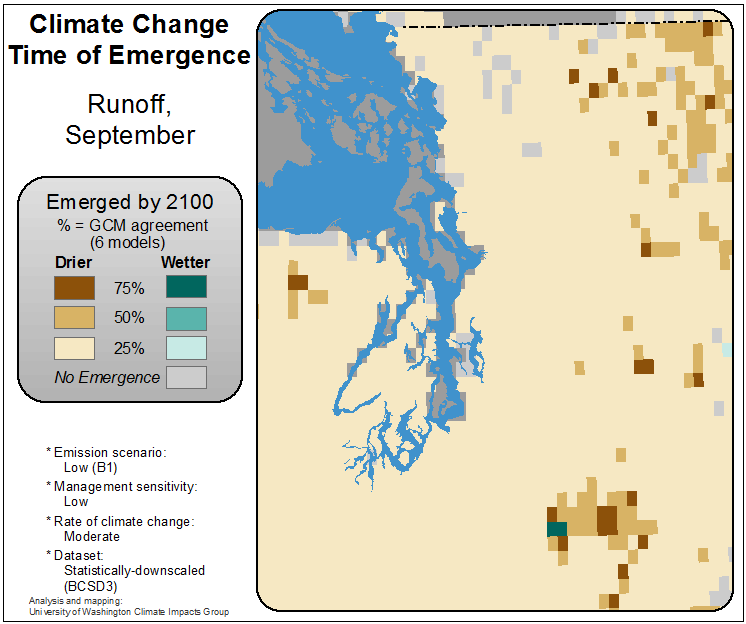 Climate Change
Time of Emergence
Runoff,
September
Emerged by 2100
% = GCM agreement
(6 models)
Drier Wetter
75%
50%
25%
No Emergence
* Emission scenario:
Low (B1)
* Management sensitivity:
Low
* Rate of climate change:
Moderate
* Dataset:
Statistically-downscaled
(BCSD3)
Analysis and mapping:
University of Washington Climate Impacts Group